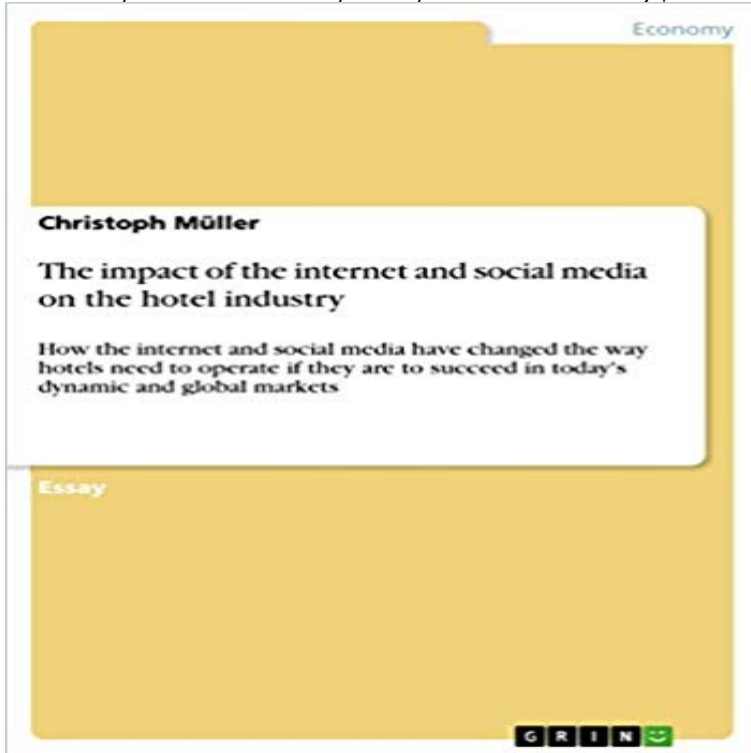 Economy
Christoph Müller
The impact of the internet and social media
on the hotel industry
How the internet and social media have changed the way
hotels need to operate if they are to succeed in today's
dynamic and global markets
Essay
GRIN